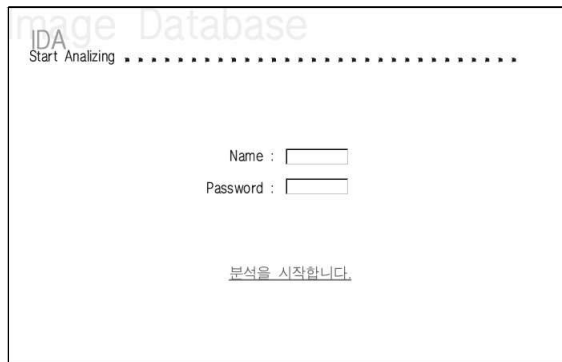 Image Database
IDA
Start Analizing
Name :
Password :
분석을 시작합니다.